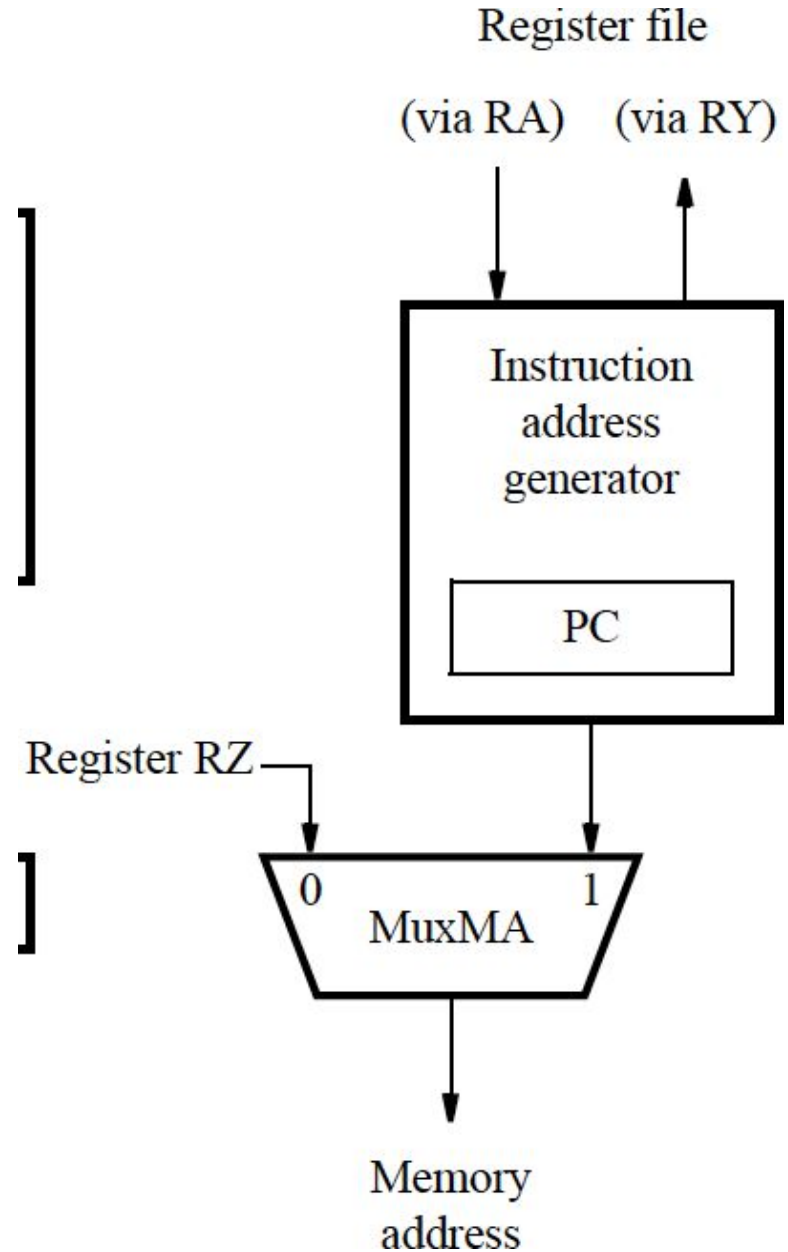 Register file
(via RA) (via RY)
Instruction
address
generator
PC
Register RZ
0 1
MuxMA
Memory
address